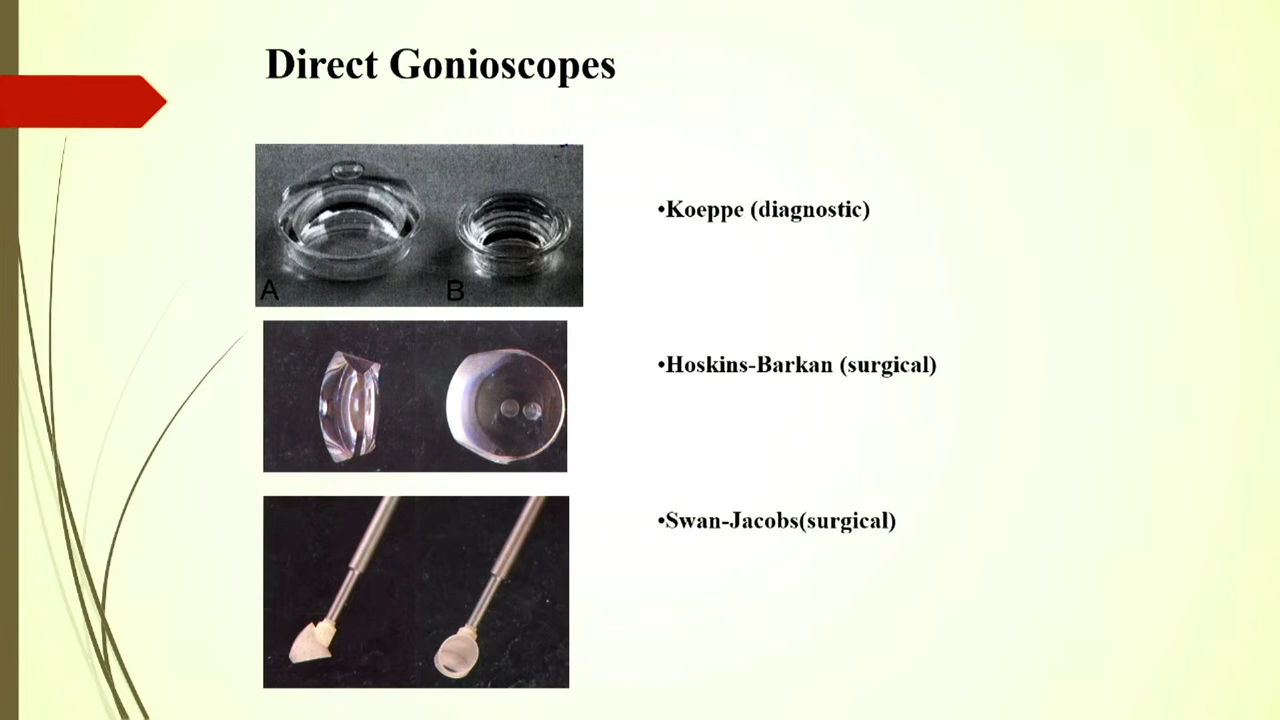 Direct Gonioscopes
A B
•Koeppe (diagnostic)
•Hoskins-Barkan (surgical)
•Swan-Jacobs(surgical)